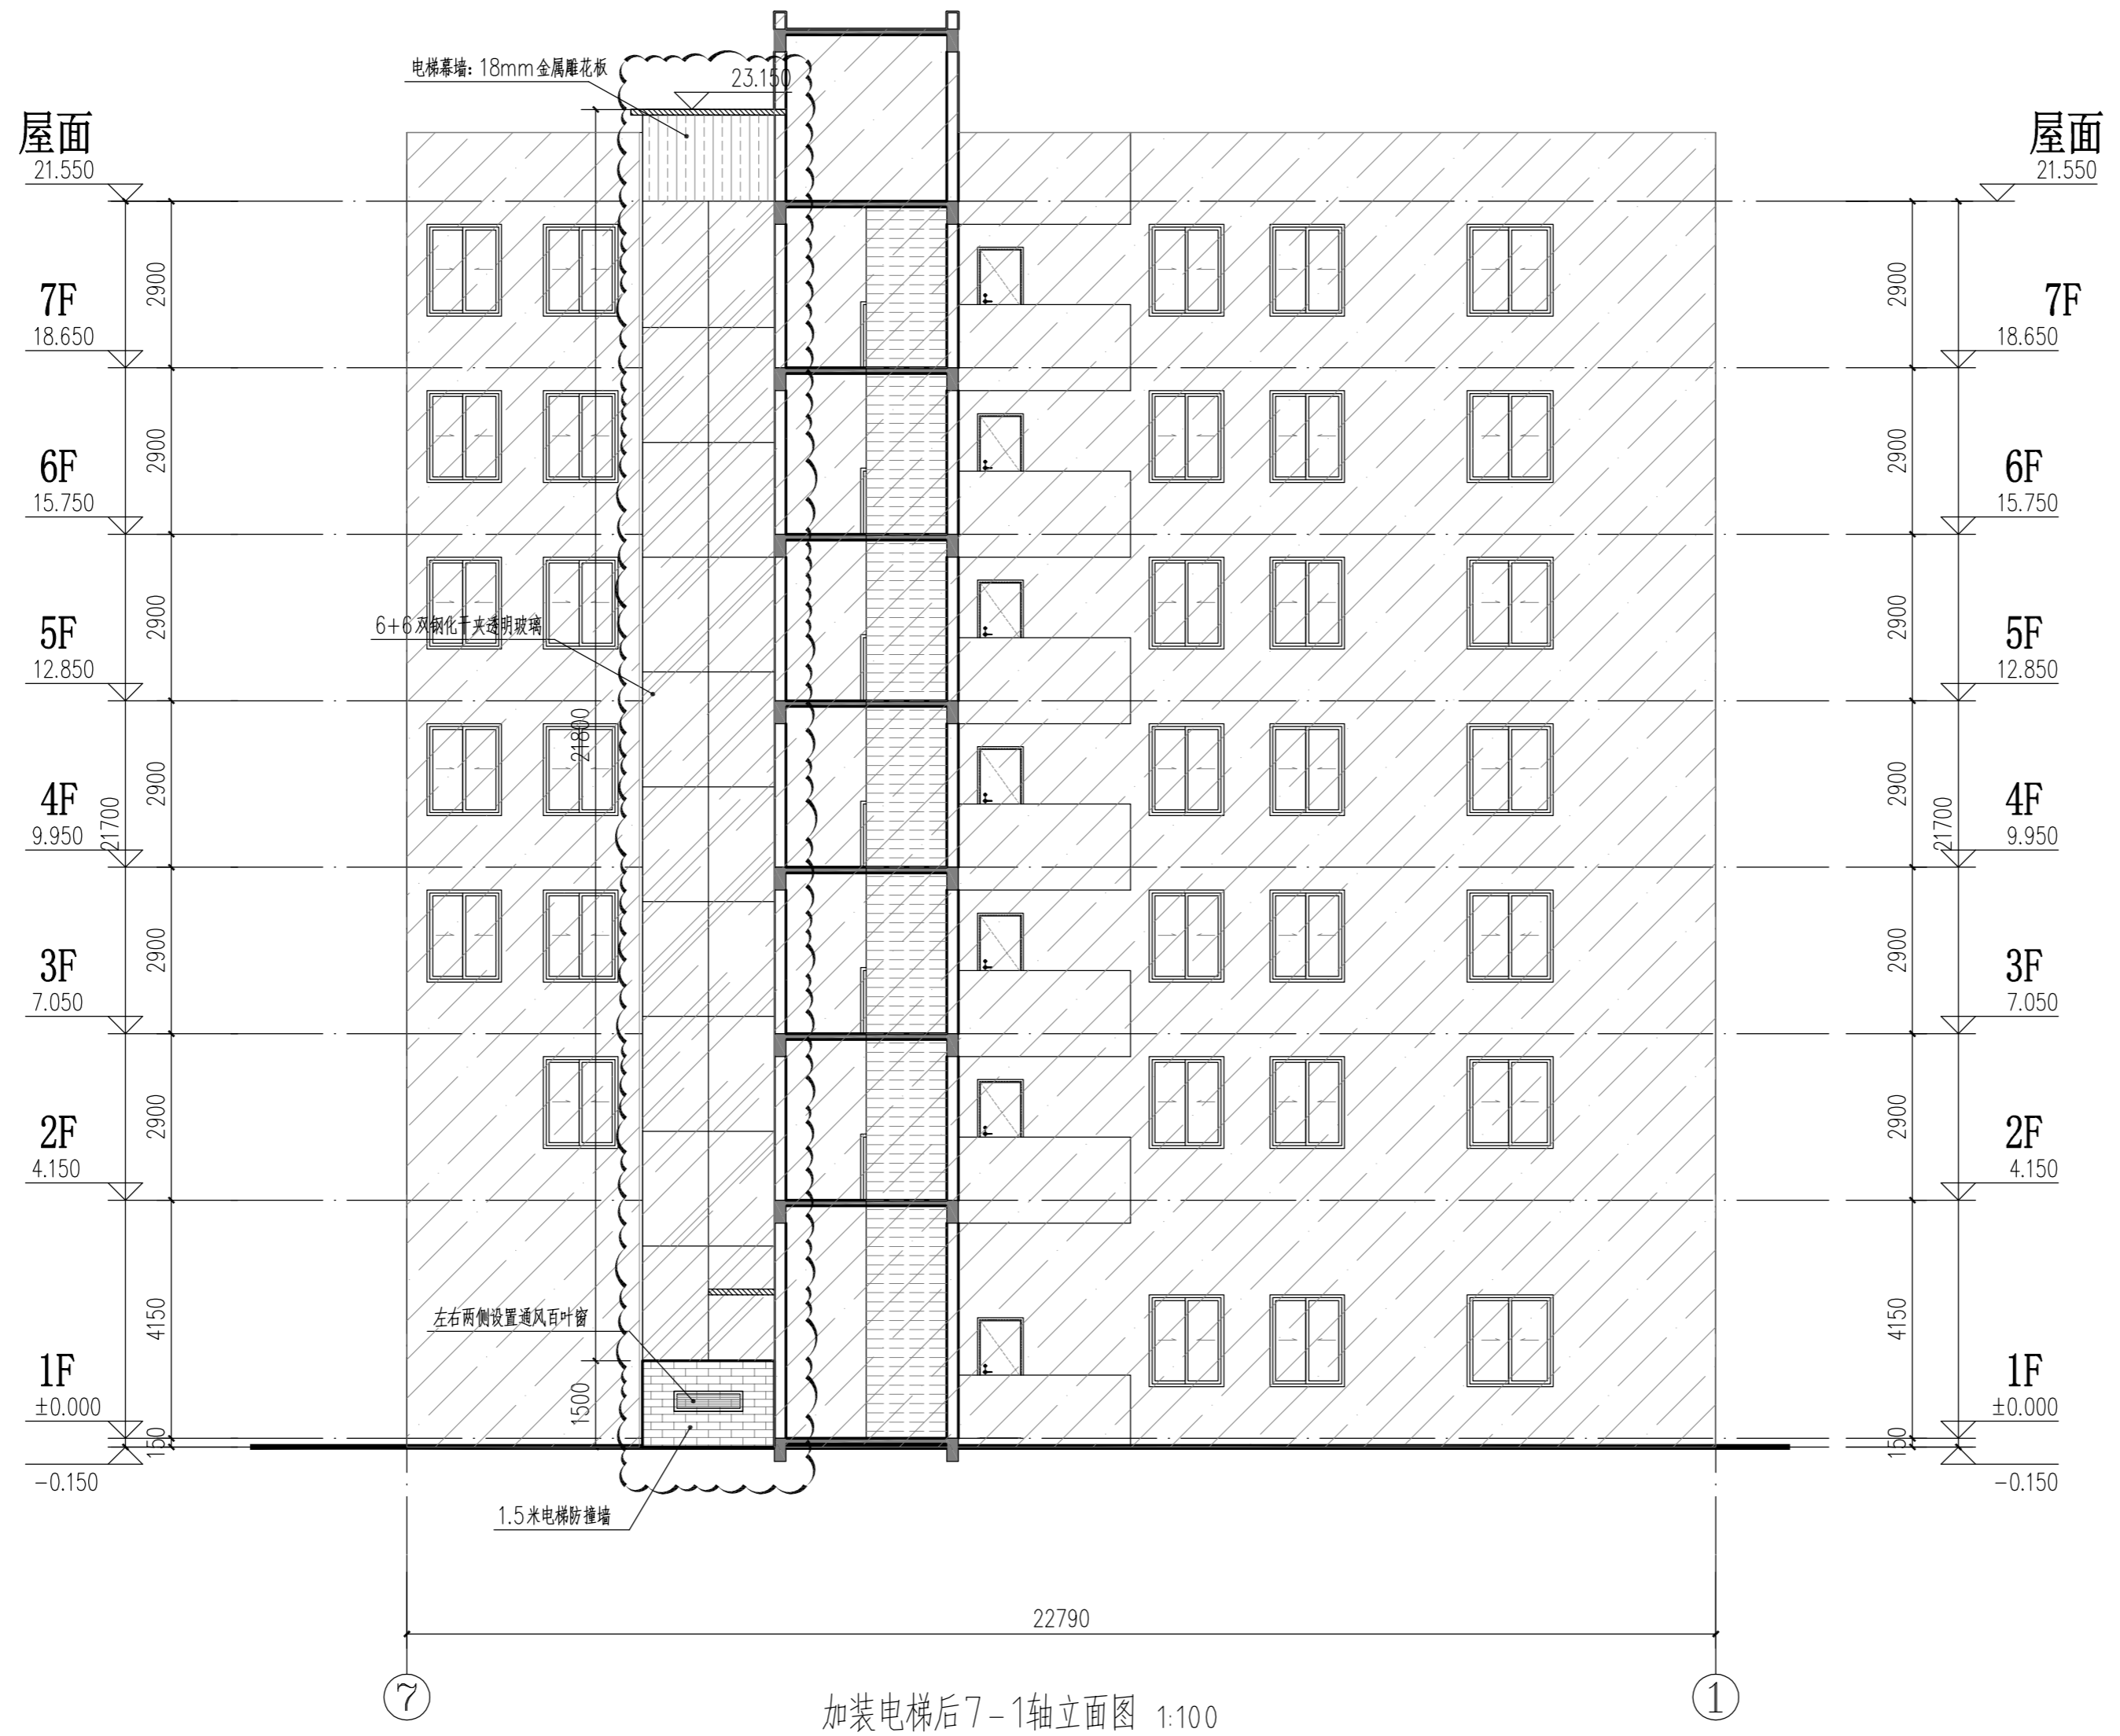 电梯幕墙：18mm金属雕花板
23.150
屋面
21.550
屋面
21.550
2900
2900
7F
18.650
7F
18.650
2900
2900
6F
15.750
6F
15.750
2900
2900
6+6双钢化干夹透明玻璃
5F
12.850
5F
12.850
21800
2900
2900
4F
9.950
21700
4F
9.950
21700
2900
2900
3F
7.050
3F
7.050
2900
2900
2F
4.150
2F
4.150
左右两侧设置通风百叶窗
4150
4150
1F
±0.000
1F
±0.000
1500
150
150
-0.150
-0.150
1.5米电梯防撞墙
22790
7
1
加装电梯后7-1轴立面图 1:100